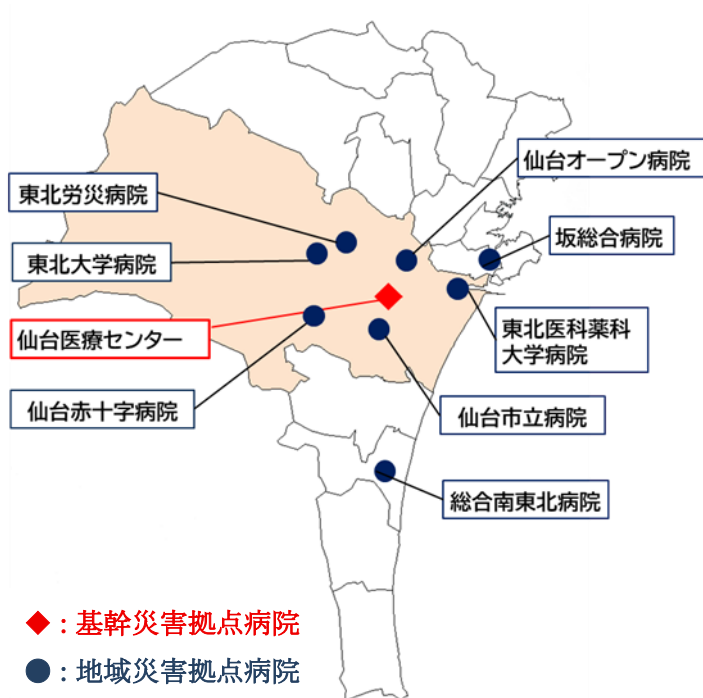 仙台オープン病院
東北労災病院
坂総合病院
東北大学病院
仙台医療センター
東北医科薬科
大学病院
仙台赤十字病院
仙台市立病院
総合南東北病院
◆：基幹災害拠点病院
●：地域災害拠点病院